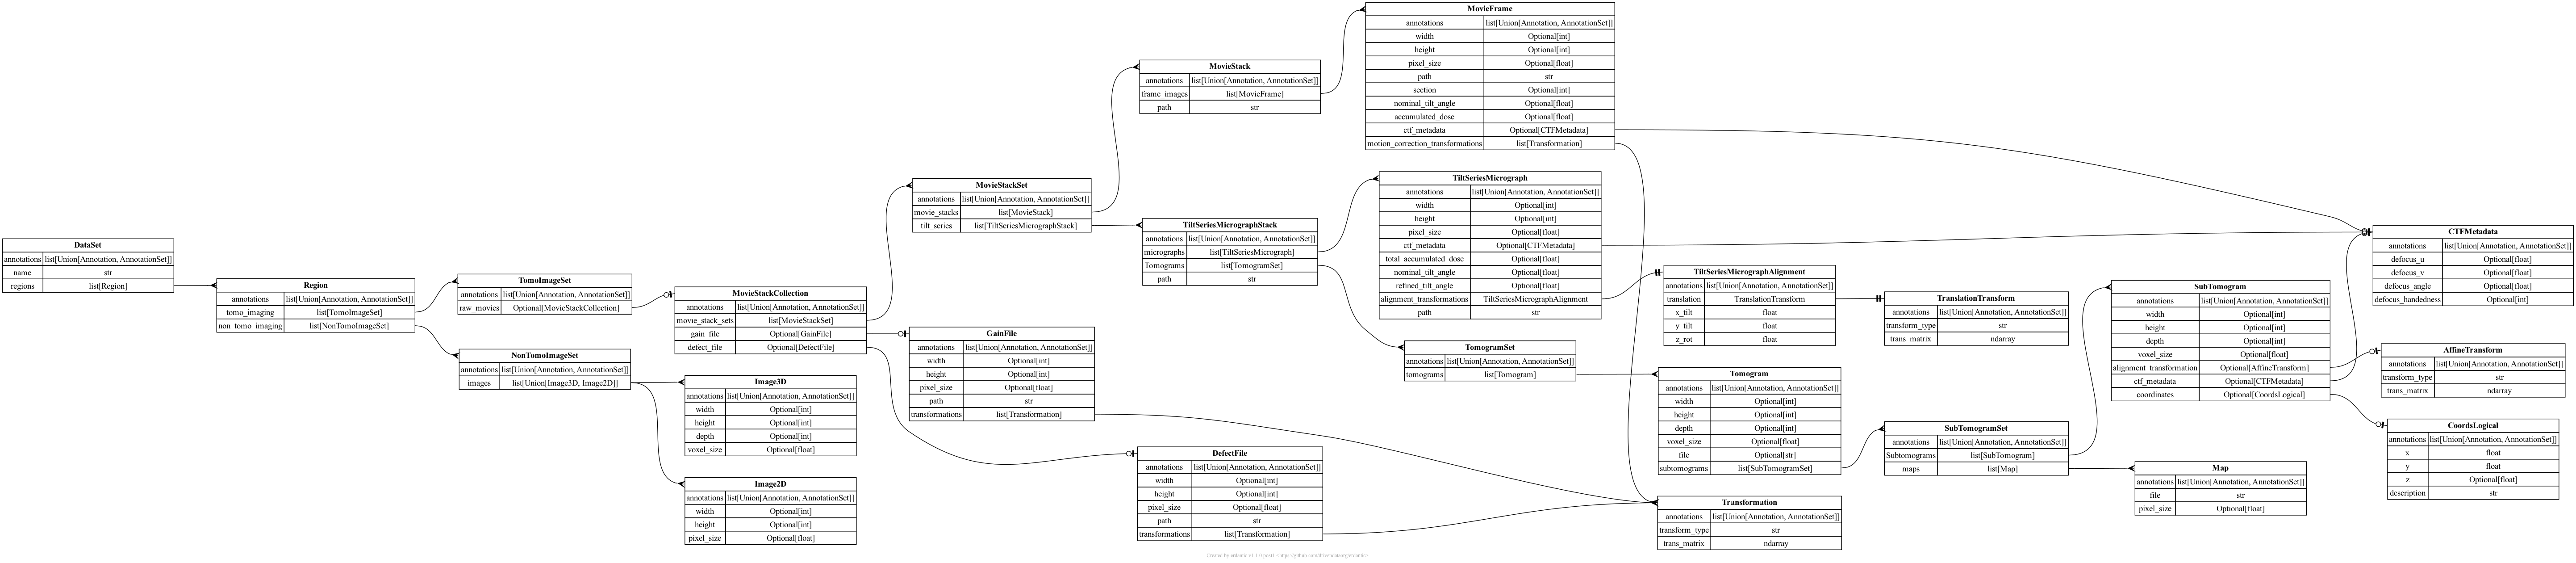 DataSet
annotations list[Union[Annotation, AnnotationSet]]
name str
regions list[Region]
Region
annotations list[Union[Annotation, AnnotationSet]]
tomo_imaging list[TomoImageSet]
non_tomo_imaging list[NonTomoImageSet]
TomoImageSet
annotations list[Union[Annotation, AnnotationSet]]
raw_movies Optional[MovieStackCollection]
NonTomoImageSet
annotations list[Union[Annotation, AnnotationSet]]
images list[Union[Image3D, Image2D]]
MovieStackCollection
annotations list[Union[Annotation, AnnotationSet]]
movie_stack_sets list[MovieStackSet]
gain_file Optional[GainFile]
defect_file Optional[DefectFile]
Image3D
annotations list[Union[Annotation, AnnotationSet]]
width Optional[int]
height Optional[int]
depth Optional[int]
voxel_size Optional[float]
Image2D
annotations list[Union[Annotation, AnnotationSet]]
width Optional[int]
height Optional[int]
pixel_size Optional[float]
MovieStackSet
annotations list[Union[Annotation, AnnotationSet]]
movie_stacks list[MovieStack]
tilt_series list[TiltSeriesMicrographStack]
GainFile
annotations list[Union[Annotation, AnnotationSet]]
width Optional[int]
height Optional[int]
pixel_size Optional[float]
path str
transformations list[Transformation]
MovieStack
annotations list[Union[Annotation, AnnotationSet]]
frame_images list[MovieFrame]
path str
TiltSeriesMicrographStack
annotations list[Union[Annotation, AnnotationSet]]
micrographs list[TiltSeriesMicrograph]
Tomograms list[TomogramSet]
path str
DefectFile
annotations list[Union[Annotation, AnnotationSet]]
width Optional[int]
height Optional[int]
pixel_size Optional[float]
path str
transformations list[Transformation]
MovieFrame
annotations list[Union[Annotation, AnnotationSet]]
width Optional[int]
height Optional[int]
pixel_size Optional[float]
path str
section Optional[int]
nominal_tilt_angle Optional[float]
accumulated_dose Optional[float]
ctf_metadata Optional[CTFMetadata]
motion_correction_transformations list[Transformation]
TiltSeriesMicrograph
annotations list[Union[Annotation, AnnotationSet]]
width Optional[int]
height Optional[int]
pixel_size Optional[float]
ctf_metadata Optional[CTFMetadata]
total_accumulated_dose Optional[float]
nominal_tilt_angle Optional[float]
refined_tilt_angle Optional[float]
alignment_transformations TiltSeriesMicrographAlignment
path str
TomogramSet
annotations list[Union[Annotation, AnnotationSet]]
tomograms list[Tomogram]
TiltSeriesMicrographAlignment
annotations list[Union[Annotation, AnnotationSet]]
translation TranslationTransform
x_tilt float
y_tilt float
z_rot float
Tomogram
annotations list[Union[Annotation, AnnotationSet]]
width Optional[int]
height Optional[int]
depth Optional[int]
voxel_size Optional[float]
file Optional[str]
subtomograms list[SubTomogramSet]
Transformation
annotations list[Union[Annotation, AnnotationSet]]
transform_type str
trans_matrix ndarray
TranslationTransform
annotations list[Union[Annotation, AnnotationSet]]
transform_type str
trans_matrix ndarray
SubTomogramSet
annotations list[Union[Annotation, AnnotationSet]]
Subtomograms list[SubTomogram]
maps list[Map]
SubTomogram
annotations list[Union[Annotation, AnnotationSet]]
width Optional[int]
height Optional[int]
depth Optional[int]
voxel_size Optional[float]
alignment_transformation Optional[AffineTransform]
ctf_metadata Optional[CTFMetadata]
coordinates Optional[CoordsLogical]
Map
annotations list[Union[Annotation, AnnotationSet]]
file str
pixel_size Optional[float]
CTFMetadata
annotations list[Union[Annotation, AnnotationSet]]
defocus_u Optional[float]
defocus_v Optional[float]
defocus_angle Optional[float]
defocus_handedness Optional[int]
AffineTransform
annotations list[Union[Annotation, AnnotationSet]]
transform_type str
trans_matrix ndarray
CoordsLogical
annotations list[Union[Annotation, AnnotationSet]]
x float
y float
z Optional[float]
description str
Created by erdantic